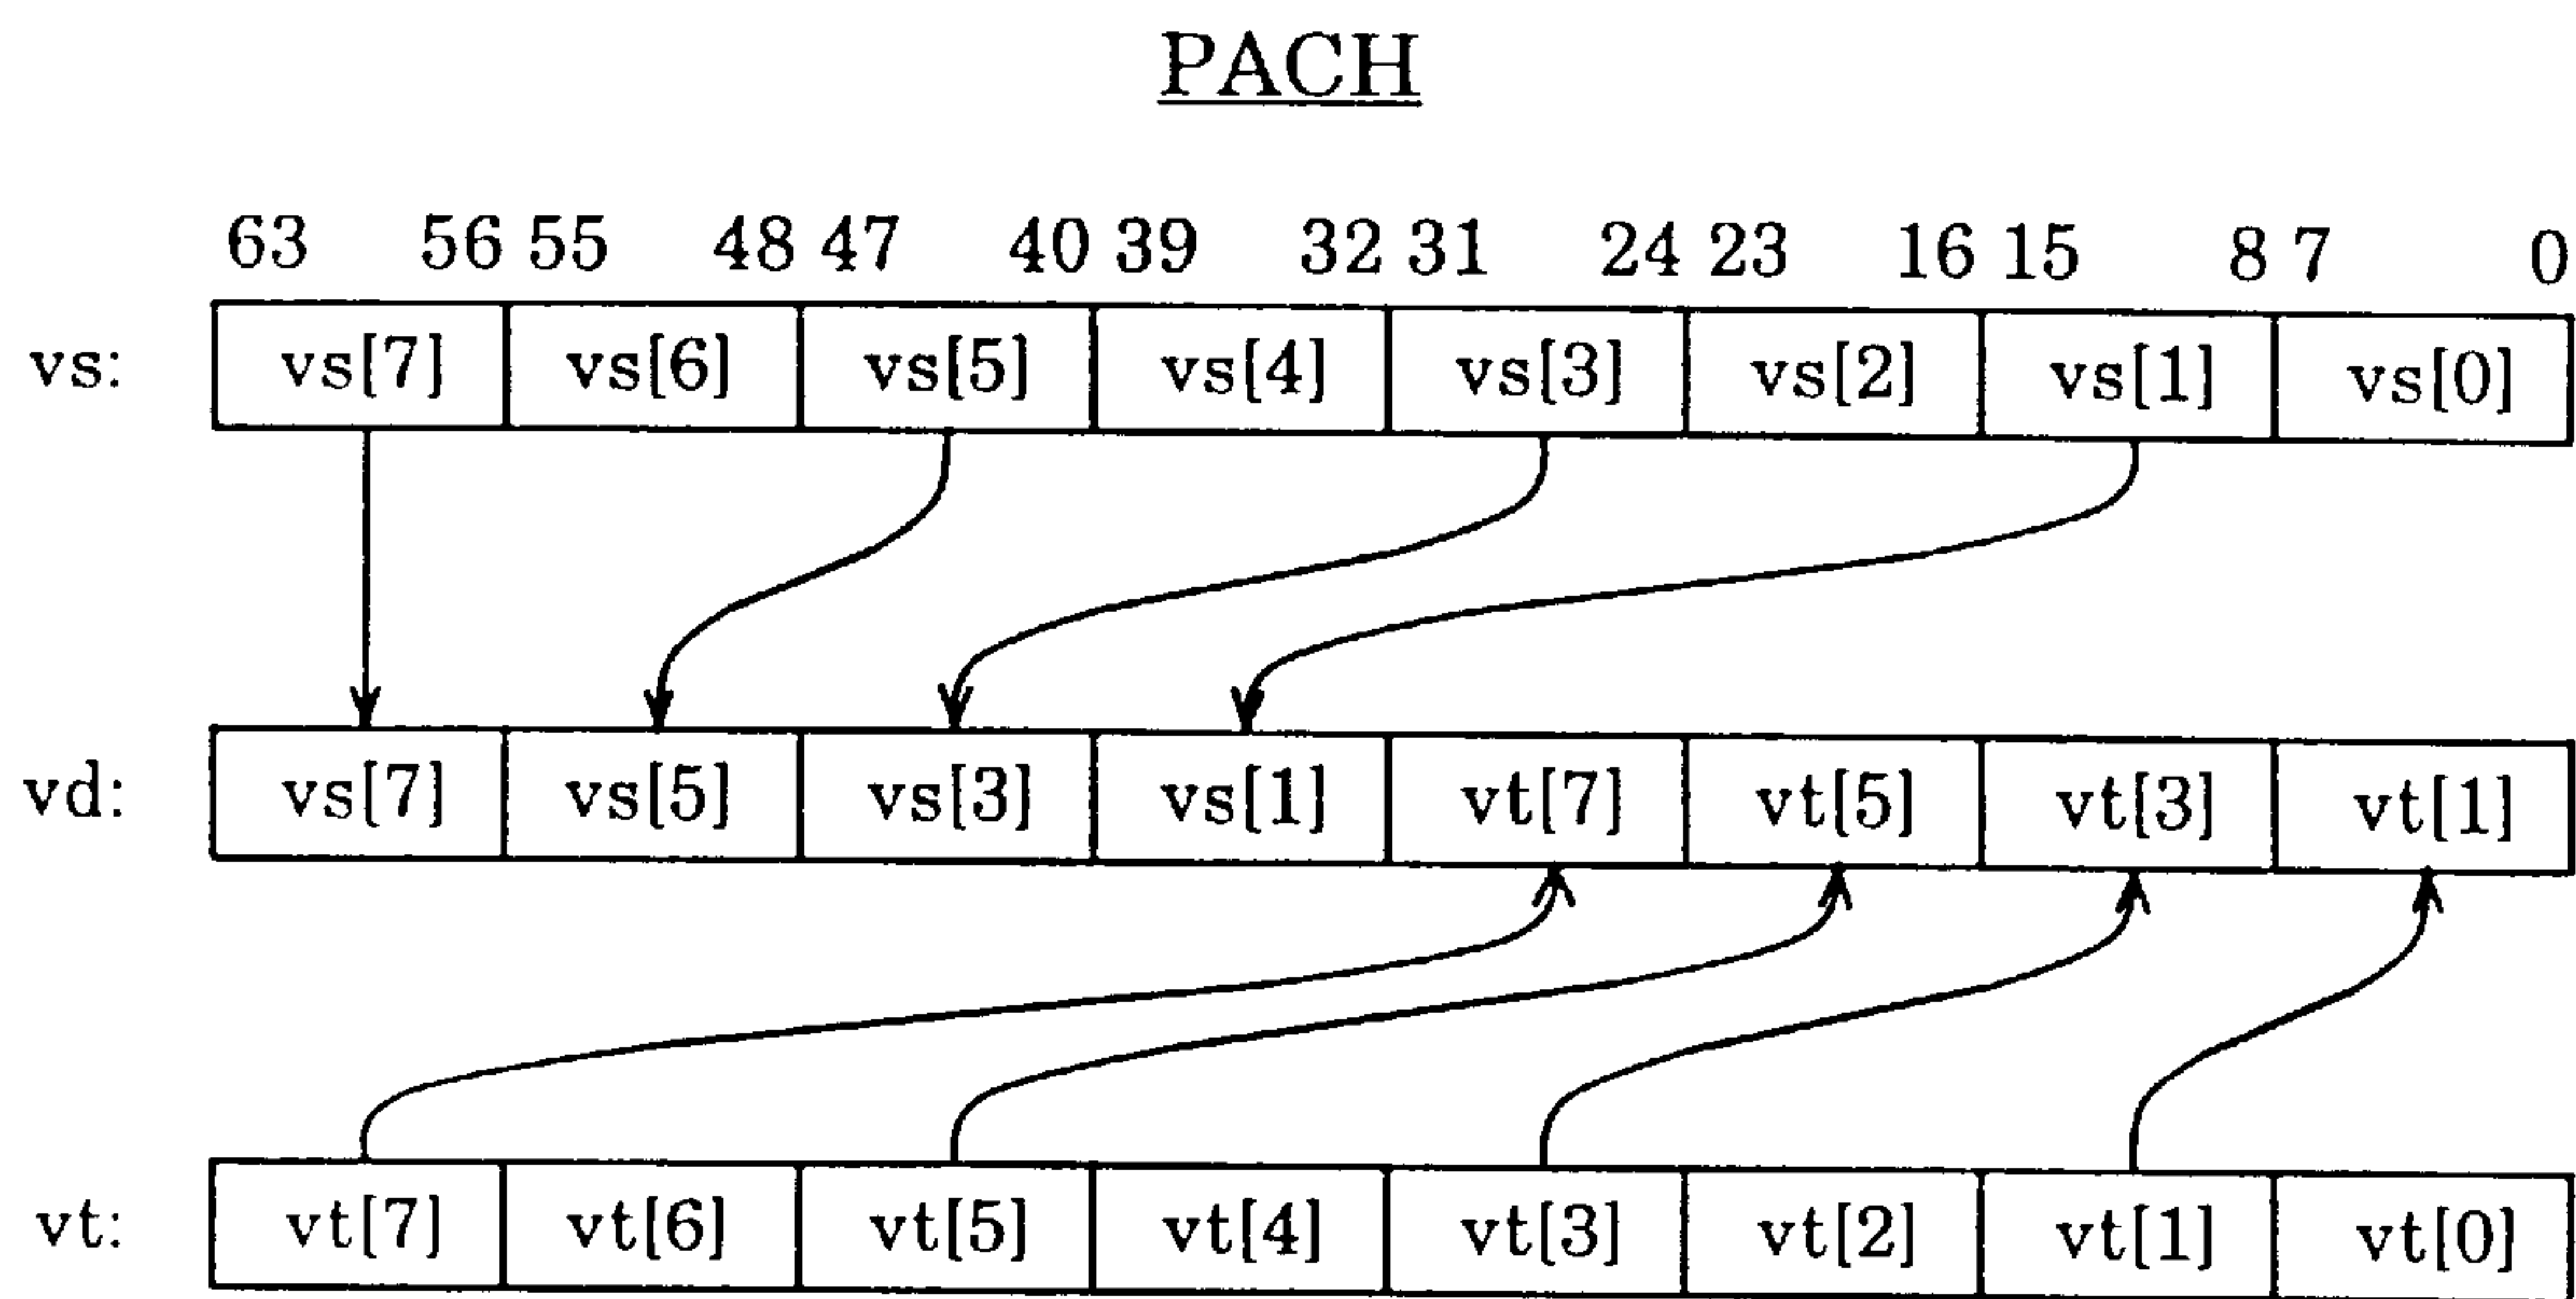 PACH
63 56 55 48 47 40 39 32 31 24 23 16 15 8 7 0
vs: vs[7] vs[6] vs[5] vs[4] vs[3] vs[2] vs[1] vs[0]
vd: vs[7] vs[5] vs[3] vs[1] vt[7] vt[5] vt[3] vt[1]
vt: vt[7] vt[6] vt[5] vt[4] vt[3] vt[2] vt[1] vt[0]